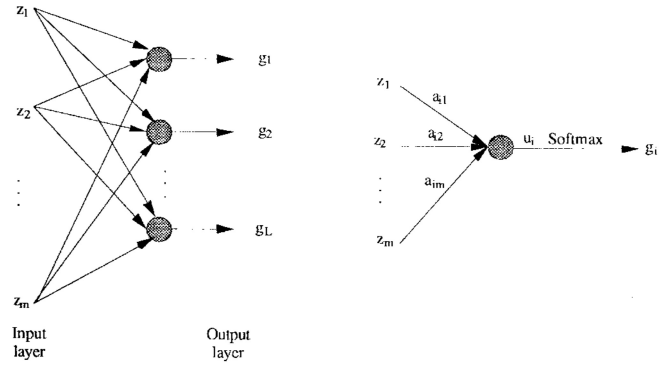 z1
z2
zm
g1
g2
gL
Input
layer
Output
layer
z1
z2
zm
ai1
ai2
aim
ui Softmax
gi